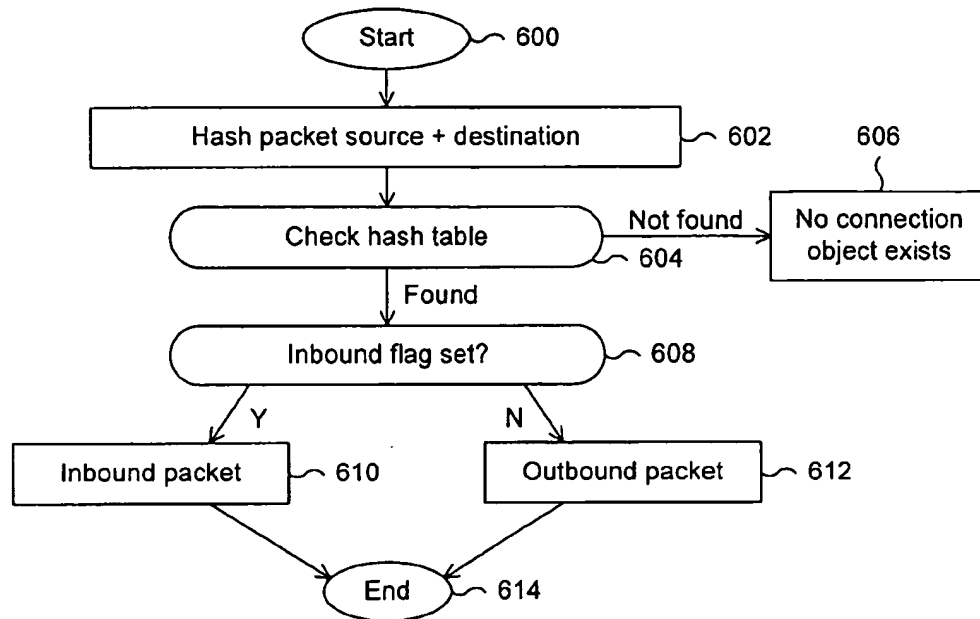 Start
600
Hash packet source + destination
602
606
Check hash table
604
Not found
No connection
object exists
Found
Inbound flag set?
608
Y
N
Inbound packet
610
Outbound packet
612
End
614